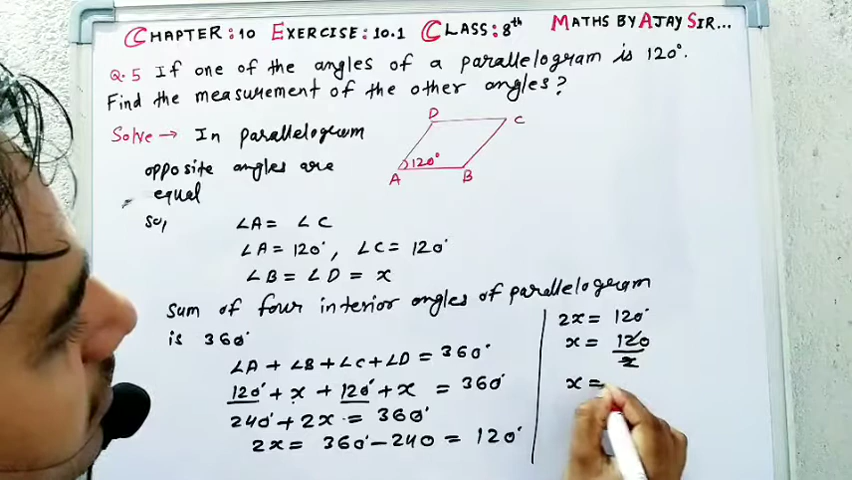 CHAPTER:10 EXERCISE:10.1 CLASS:8th MATHS BY AJAY SIR...
Q.5 If one of the angles of a parallelogram is 120°.
Find the measurement of the other angles?
Solve → In parallelogram
opposite angles are
equal
D C
120°
A B
So,
∠A = ∠C
∠A = 120°, ∠C = 120°
∠B = ∠D = x
Sum of four interior angles of parallelogram
is 360°
∠A + ∠B + ∠C + ∠D = 360°
120° + x + 120° + x = 360°
240° + 2x = 360°
2x = 360° - 240 = 120°
2x = 120°
x = 120
2
x =